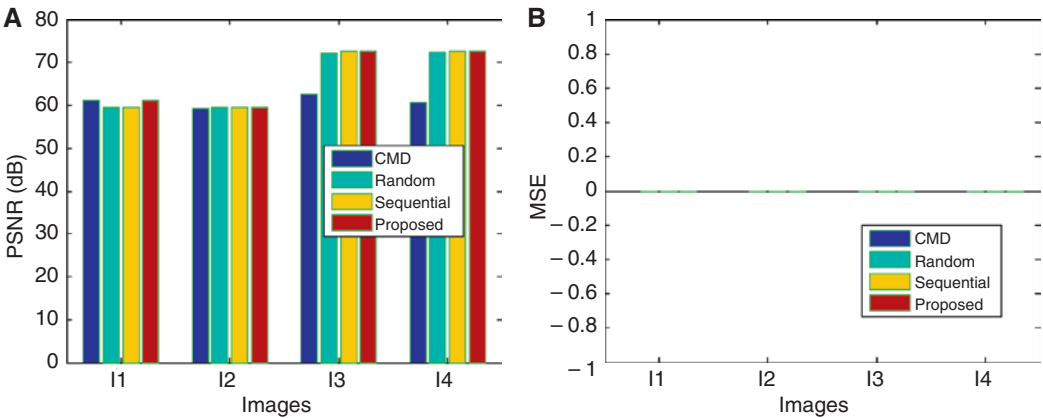 A
80
70
60
50
40
30
20
10
0
PSNR (dB)
I1
I2
I3
I4
Images
CMD
Random
Sequential
Proposed
B
1
0.8
0.6
0.4
0.2
0
– 0.2
– 0.4
– 0.6
– 0.8
– 1
MSE
I1
I2
I3
I4
Images
CMD
Random
Sequential
Proposed